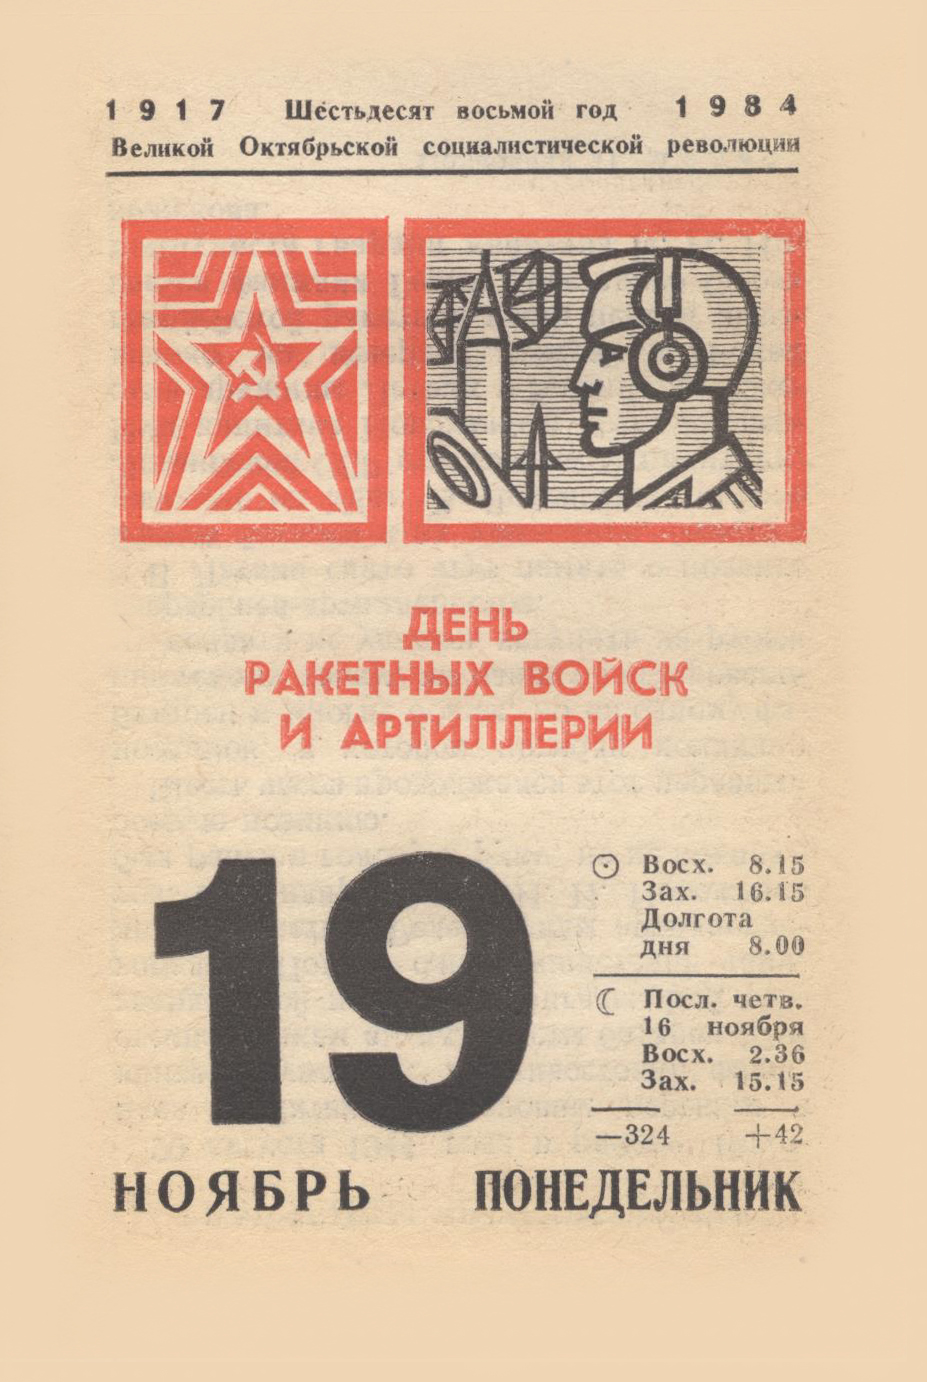 1917 Шестьдесят восьмой год 1984
Великой Октябрьской социалистической революции
ДЕНЬ
РАКЕТНЫХ ВОЙСК
И АРТИЛЛЕРИИ
19
Восх. 8.15
Зах. 16.15
Долгота
дня 8.00
Посл. четв.
16 ноября
Восх. 2.36
Зах. 15.15
—324 +42
НОЯБРЬ ПОНЕДЕЛЬНИК